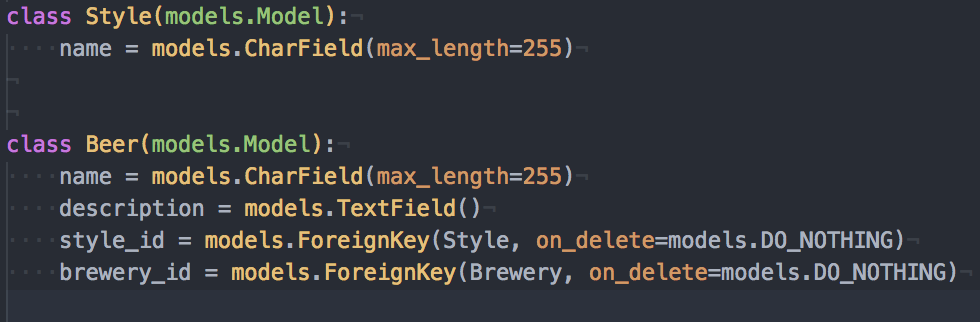 class Style(models.Model):¬
····name = models.CharField(max_length=255)¬
¬
¬
class Beer(models.Model):¬
····name = models.CharField(max_length=255)¬
····description = models.TextField()¬
····style_id = models.ForeignKey(Style, on_delete=models.DO_NOTHING)¬
····brewery_id = models.ForeignKey(Brewery, on_delete=models.DO_NOTHING)¬